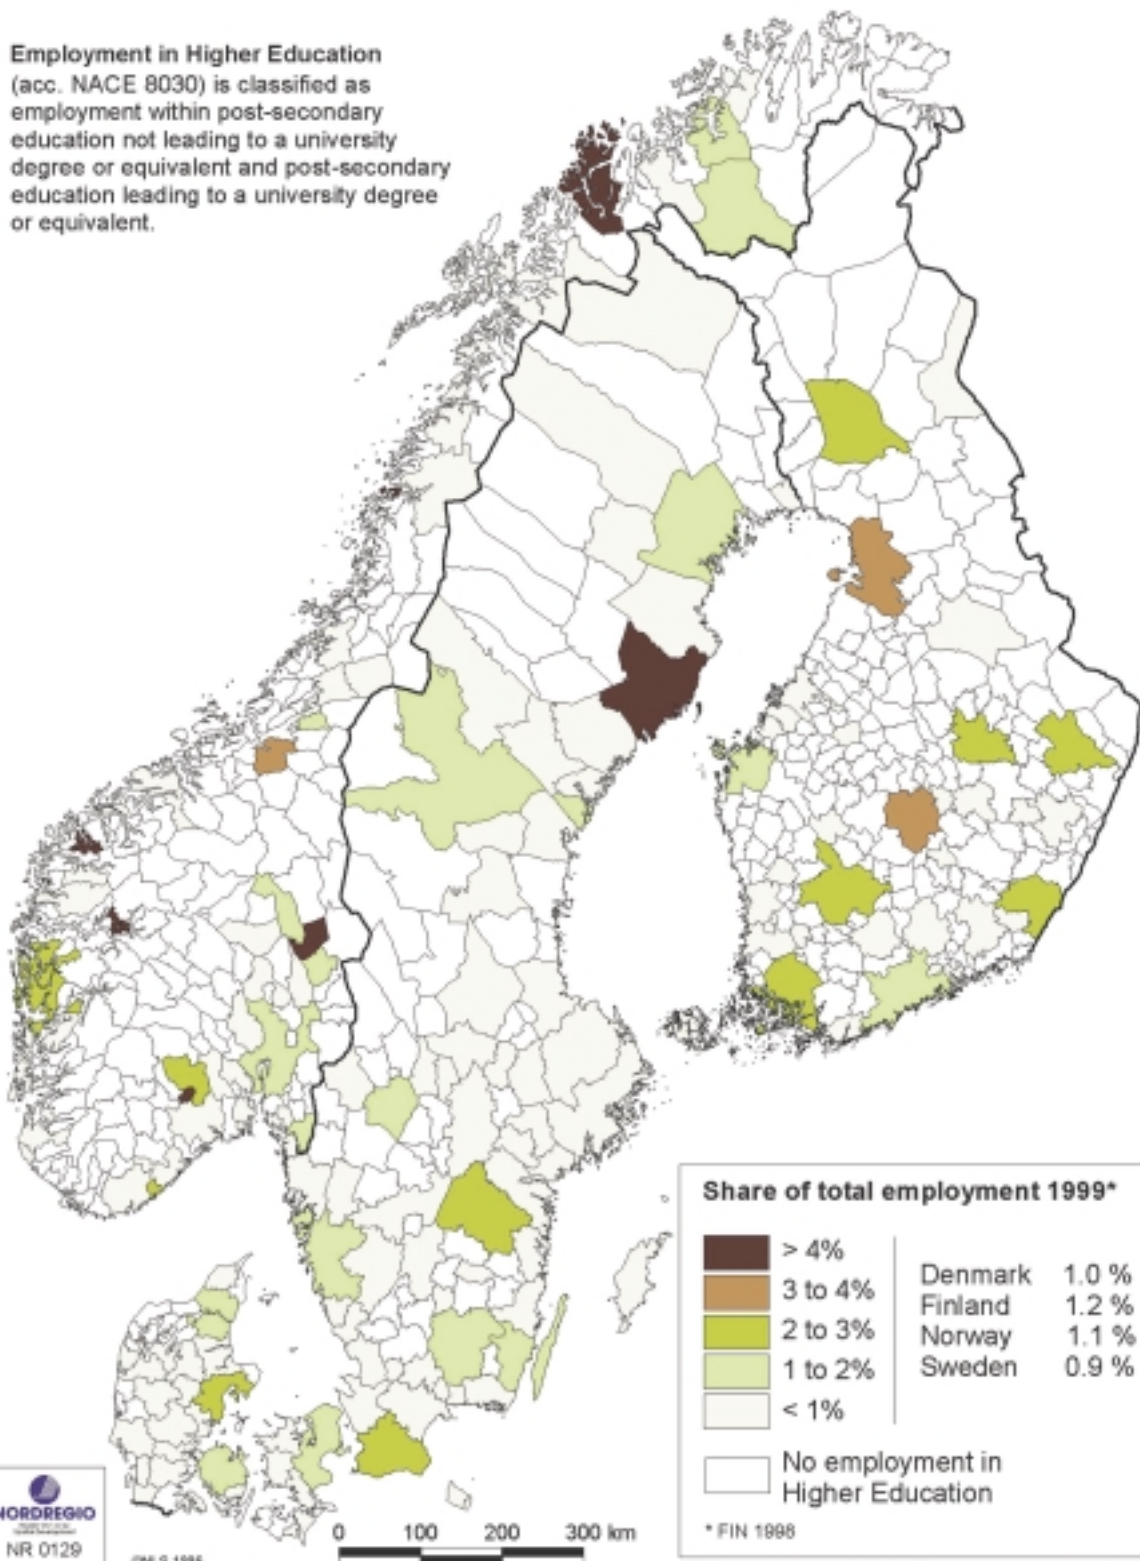 Employment in Higher Education
(acc. NACE 8030) is classified as
employment within post-secondary
education not leading to a university
degree or equivalent and post-secondary
education leading to a university degree
or equivalent.
Share of total employment 1999*
> 4%
3 to 4%
2 to 3%
1 to 2%
< 1%
No employment in
Higher Education
Denmark 1.0 %
Finland 1.2 %
Norway 1.1 %
Sweden 0.9 %
* FIN 1998
NORDREGIO
NR 0129
0 100 200 300 km